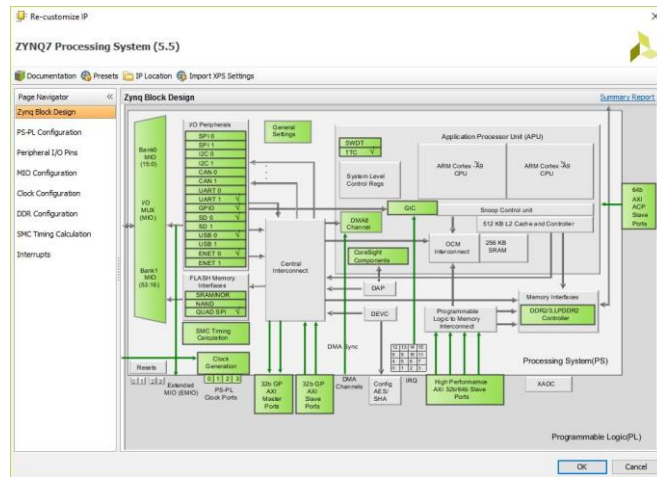 Re-customize IP
ZYNQ7 Processing System (5.5)
Documentation Presets IP Location Import XPS Settings
Page Navigator
Zynq Block Design
PS-PL Configuration
Peripheral I/O Pins
MIO Configuration
Clock Configuration
DDR Configuration
SMC Timing Calculation
Interrupts
Zynq Block Design
Summary Report
I/O Peripherals
SPI 0
SPI 1
I2C 0
I2C 1
CAN 0
CAN 1
UART 0
UART 1
GPIO
SD 0
SD 1
USB 0
USB 1
ENET 0
ENET 1
Bank0
MIO
(15:0)
I/O
MUX
(MIO)
Bank1
MIO
(53:16)
FLASH Memory
Interfaces
SRAM/NOR
NAND
QUAD SPI
SMC Timing
Calculation
General
Settings
Application Processor Unit (APU)
SWDT
TTC
System Level
Control Regs
ARM Cortex -A9
CPU
ARM Cortex -A9
CPU
GIC
Snoop Control unit
512 KB L2 Cache and Controller
DMA8
Channel
OCM
Interconnect
256 KB
SRAM
CoreSight
Components
Central
Interconnect
DAP
DEVC
Programmable
Logic to Memory
Interconnect
Memory Interfaces
DDR2/3,LPDDR2
Controller
64b
AXI
ACP
Slave
Ports
Resets
Clock
Generation
0 1 2 3
Extended
MIO (EMIO)
PS-PL
Clock Ports
32b GP
AXI
Master
Ports
32b GP
AXI
Slave
Ports
DMA Sync
DMA
Channels
Config
AES/
SHA
IRQ
High Performance
AXI 32b/64b Slave
Ports
XADC
Processing System(PS)
Programmable Logic(PL)
OK
Cancel